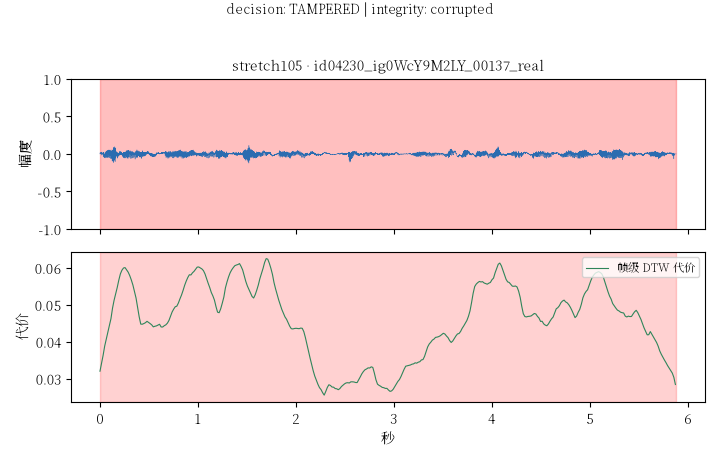 decision: TAMPERED | integrity: corrupted
stretch105 · id04230_ig0WcY9M2LY_00137_real
1.0
0.5
0.0
-0.5
-1.0
幅度
帧级 DTW 代价
0.06
0.05
0.04
0.03
代价
0 1 2 3 4 5 6
秒